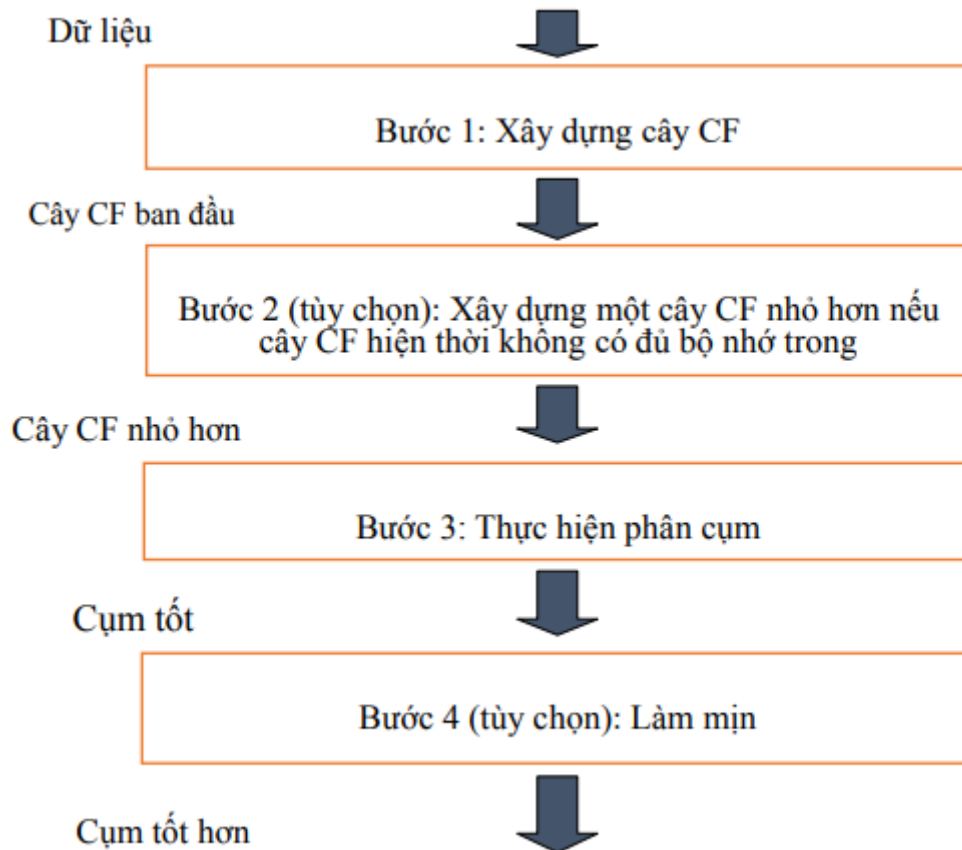 Dữ liệu
Bước 1: Xây dựng cây CF
Cây CF ban đầu
Bước 2 (tùy chọn): Xây dựng một cây CF nhỏ hơn nếu
cây CF hiện thời không có đủ bộ nhớ trong
Cây CF nhỏ hơn
Bước 3: Thực hiện phân cụm
Cụm tốt
Bước 4 (tùy chọn): Làm mịn
Cụm tốt hơn